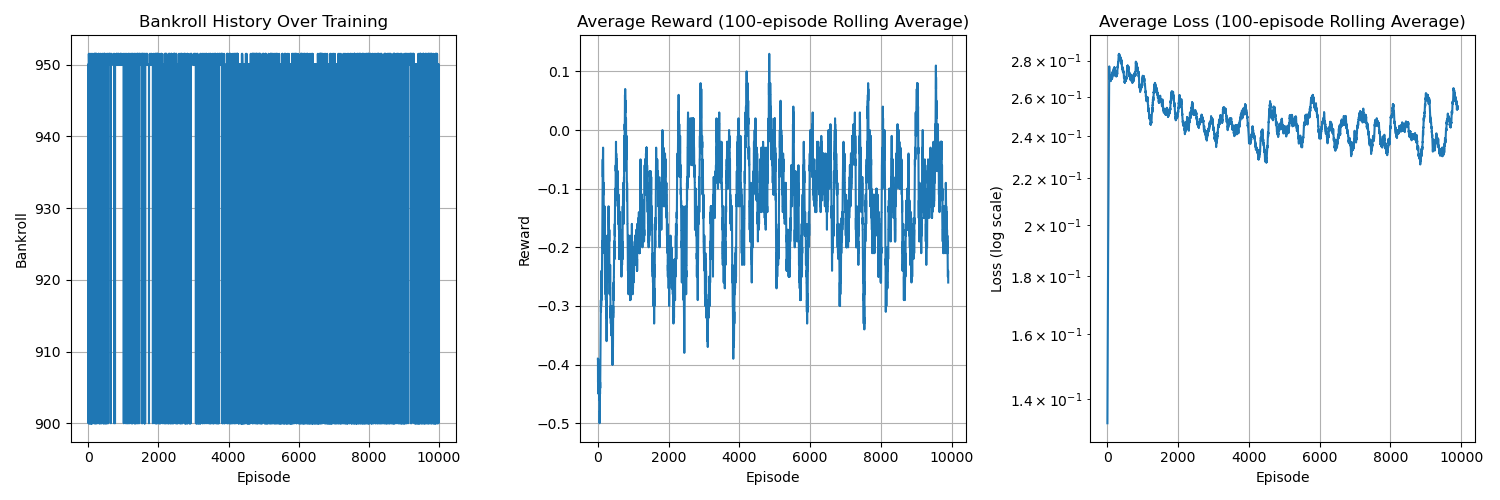 Bankroll History Over Training
Bankroll
950
940
930
920
910
900
0 2000 4000 6000 8000 10000
Episode
Average Reward (100-episode Rolling Average)
Reward
0.1
0.0
−0.1
−0.2
−0.3
−0.4
−0.5
0 2000 4000 6000 8000 10000
Episode
Average Loss (100-episode Rolling Average)
Loss (log scale)
2.8 × 10⁻¹
2.6 × 10⁻¹
2.4 × 10⁻¹
2.2 × 10⁻¹
2 × 10⁻¹
1.8 × 10⁻¹
1.6 × 10⁻¹
1.4 × 10⁻¹
0 2000 4000 6000 8000 10000
Episode